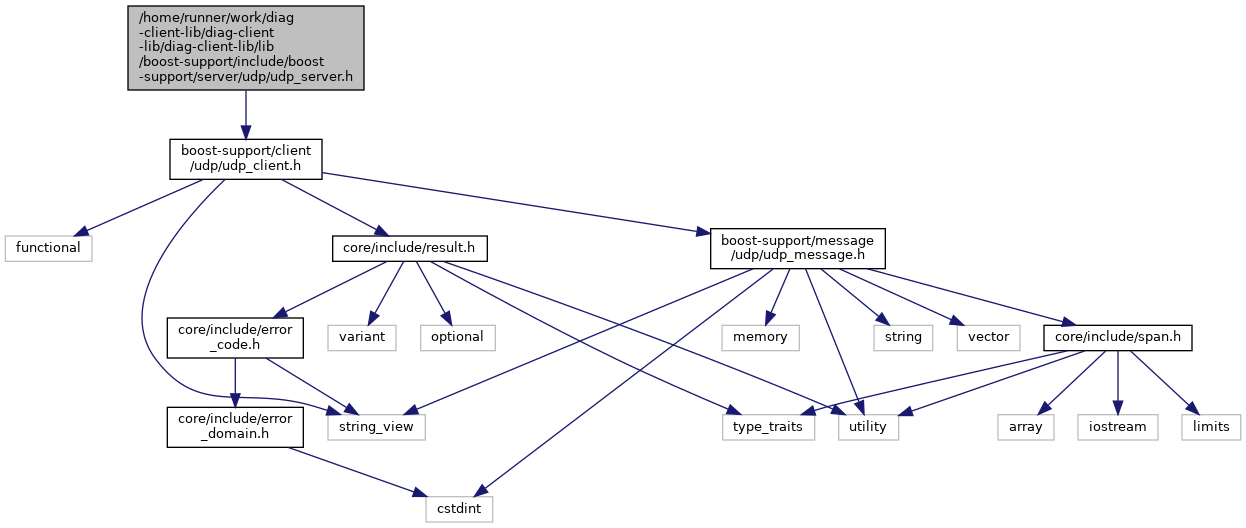 /home/runner/work/diag
-client-lib/diag-client
-lib/diag-client-lib/lib
/boost-support/include/boost
-support/server/udp/udp_server.h
boost-support/client
/udp/udp_client.h
functional
core/include/result.h
boost-support/message
/udp/udp_message.h
core/include/error
_code.h
variant
optional
memory
string
vector
core/include/span.h
core/include/error
_domain.h
string_view
type_traits
utility
array
iostream
limits
cstdint